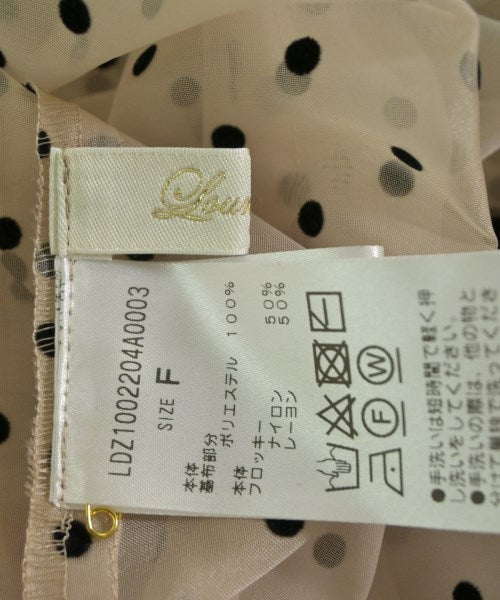 Loun
LDZ1002204A0003
SIZE F
本体
基布部分
ポリエステル 100%
本体
フロッキー
ナイロン 50%
レーヨン 50%
W
F
●手洗いは短時間で軽く押
し洗いをしてください。
●手洗いの際は、他の物と